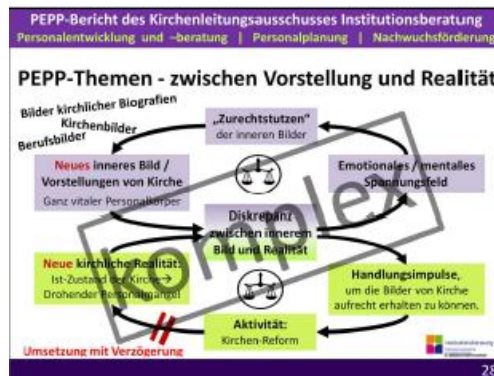 PEPP-Bericht des Kirchenleitungsausschusses Institutionsberatung
Personalentwicklung und –beratung | Personalplanung | Nachwuchsförderung
PEPP-Themen - zwischen Vorstellung und Realität
Bilder kirchlicher Biografien
Kirchenbilder
Berufsbilder
„Zurechtstutzen"
der inneren Bilder
Neues inneres Bild /
Vorstellungen von Kirche
Ganz vitaler Personalkörper
Emotionales / mentales
Spannungsfeld
Diskrepanz
zwischen innerem
Bild und Realität
komplex
Neue kirchliche Realität:
Ist-Zustand der Kirche →
Drohender Personalmangel
Handlungsimpulse,
um die Bilder von Kirche
aufrecht erhalten zu können.
Aktivität:
Kirchen-Reform
Umsetzung mit Verzögerung
28